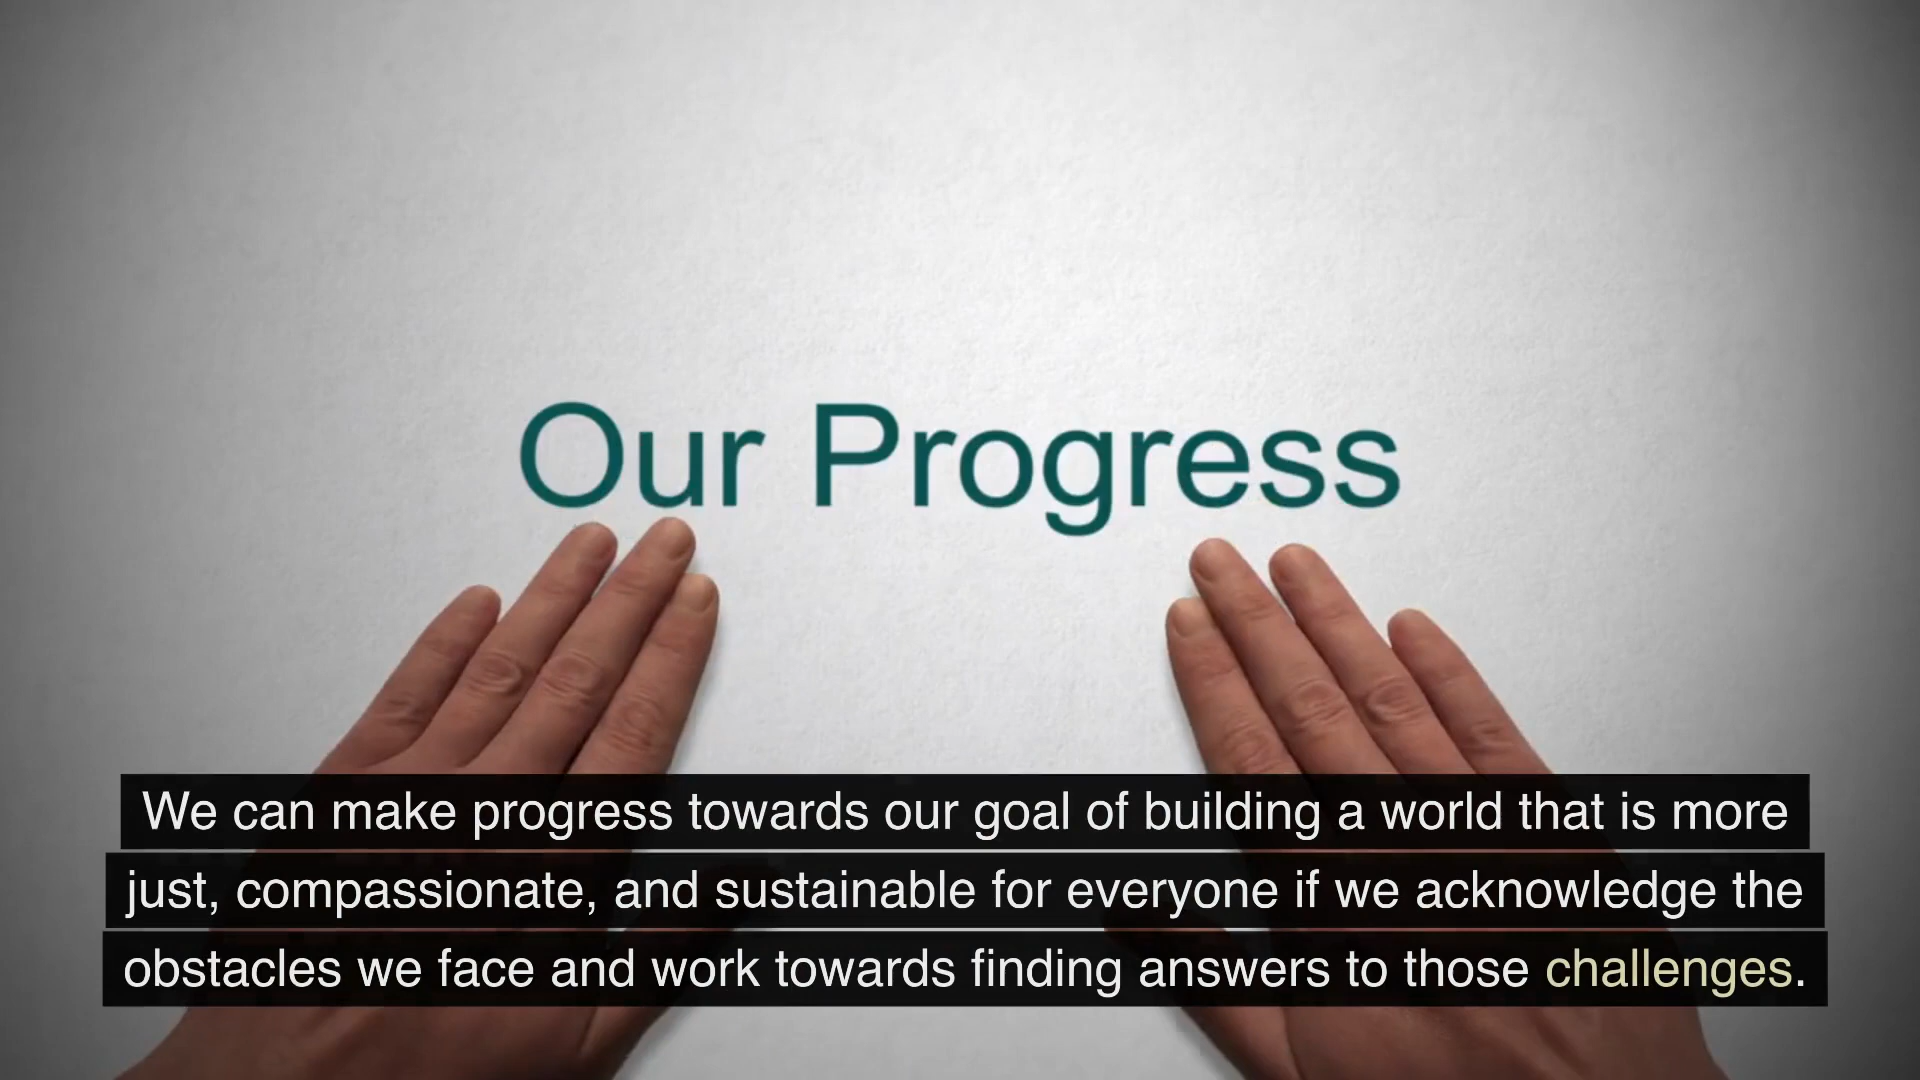 Our Progress
We can make progress towards our goal of building a world that is more
just, compassionate, and sustainable for everyone if we acknowledge the
obstacles we face and work towards finding answers to those challenges.